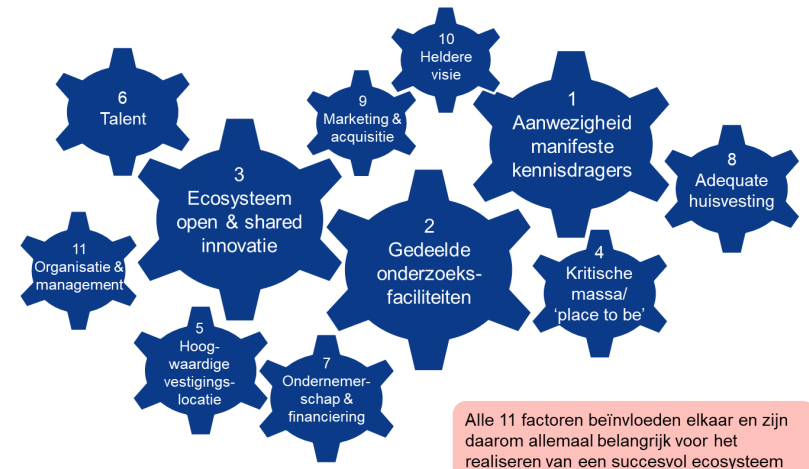 1
Aanwezigheid
manifeste
kennisdragers
2
Gedeelde
onderzoeks-
faciliteiten
3
Ecosysteem
open & shared
innovatie
4
Kritische
massa/
‘place to be’
5
Hoog-
waardige
vestigings-
locatie
6
Talent
7
Ondernemer-
schap &
financiering
8
Adequate
huisvesting
9
Marketing &
acquisitie
10
Heldere
visie
11
Organisatie &
management
Alle 11 factoren beïnvloeden elkaar en zijn
daarom allemaal belangrijk voor het
realiseren van een succesvol ecosysteem